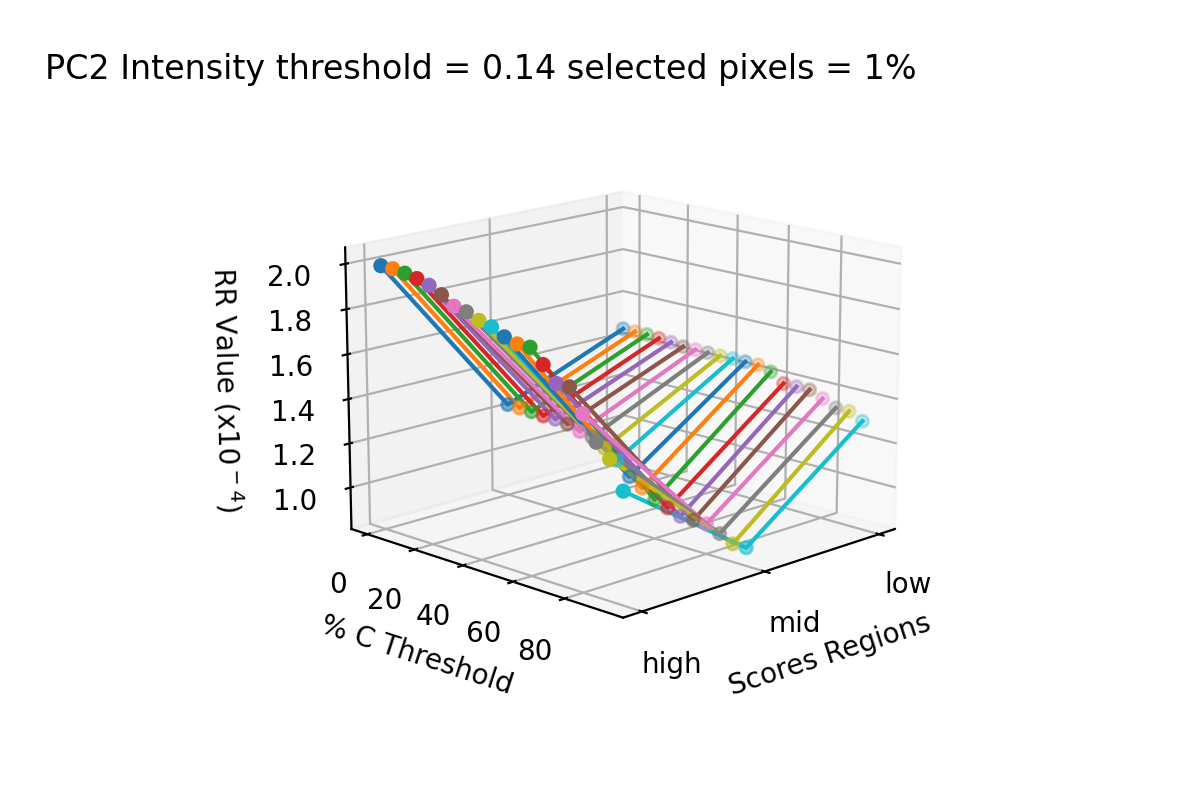 PC2 Intensity threshold = 0.14 selected pixels = 1%
RR Value (x10⁻⁴)
2.0
1.8
1.6
1.4
1.2
1.0
0
20
40
60
80
% C Threshold
high
mid
low
Scores Regions